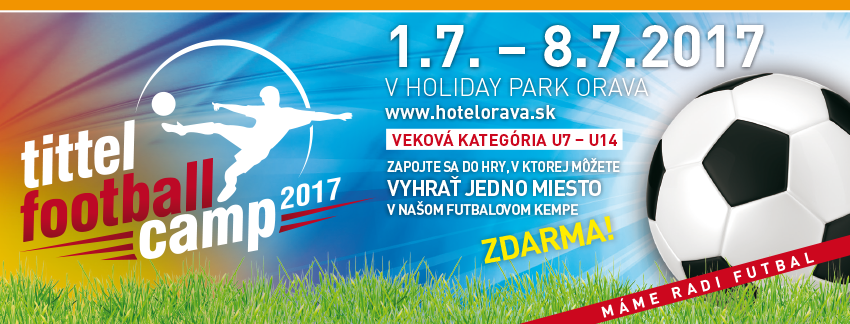 tittel
football
camp 2017
1.7. – 8.7.2017
V HOLIDAY PARK ORAVA
www.hotelorava.sk
VEKOVÁ KATEGÓRIA U7 – U14
ZAPOJTE SA DO HRY, V KTOREJ MÔŽETE
VYHRAŤ JEDNO MIESTO
V NAŠOM FUTBALOVOM KEMPE
ZDARMA!
MÁME RADI FUTBAL